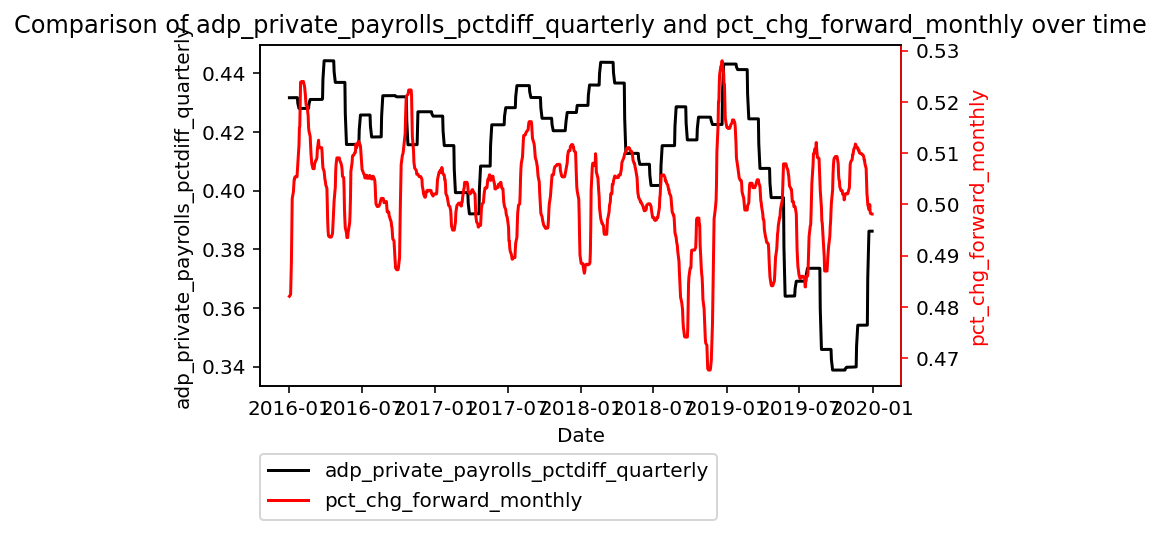 Comparison of adp_private_payrolls_pctdiff_quarterly and pct_chg_forward_monthly over time
adp_private_payrolls_pctdiff_quarterly
0.44
0.42
0.40
0.38
0.36
0.34
0.53
0.52
0.51
0.50
0.49
0.48
0.47
pct_chg_forward_monthly
2016-01 2016-07 2017-01 2017-07 2018-01 2018-07 2019-01 2019-07 2020-01
Date
adp_private_payrolls_pctdiff_quarterly
pct_chg_forward_monthly